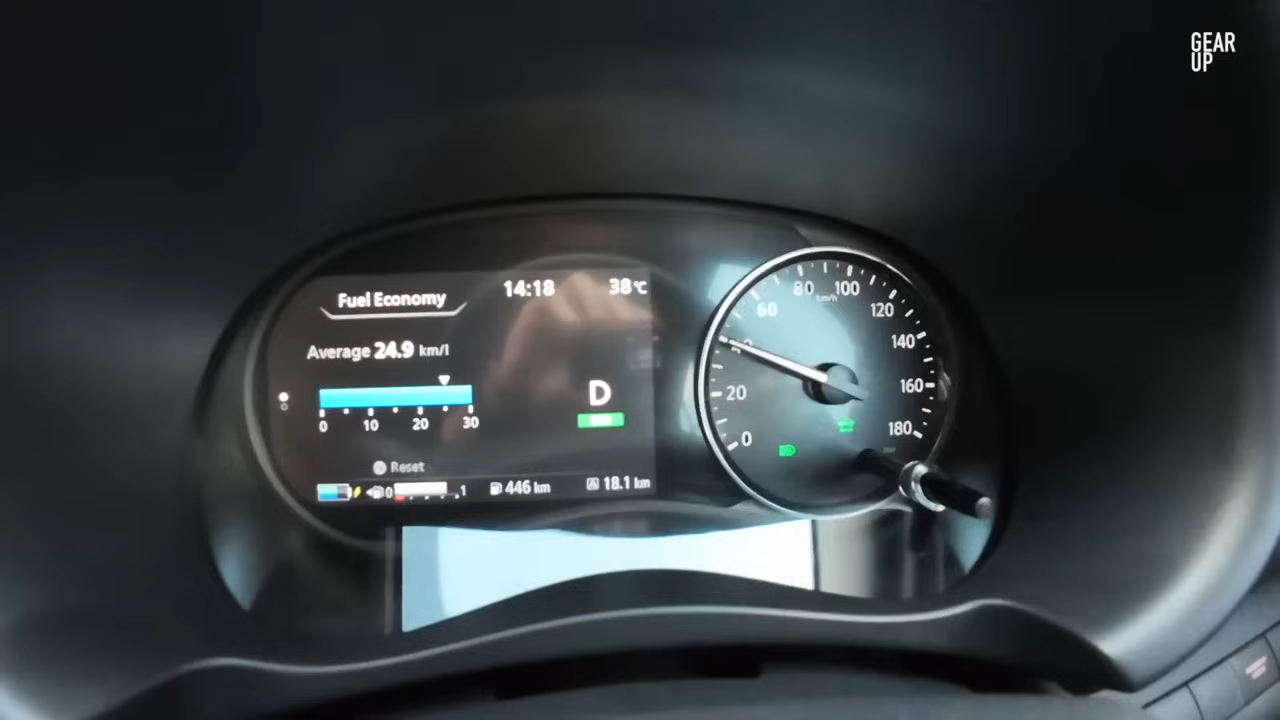 GEAR
UP
Fuel Economy
14:18
38°C
Average 24.9 km/l
D
0 10 20 30
Reset
0 1
446 km
A 18.1 km
0
20
60
80
100
120
140
160
180
km/h